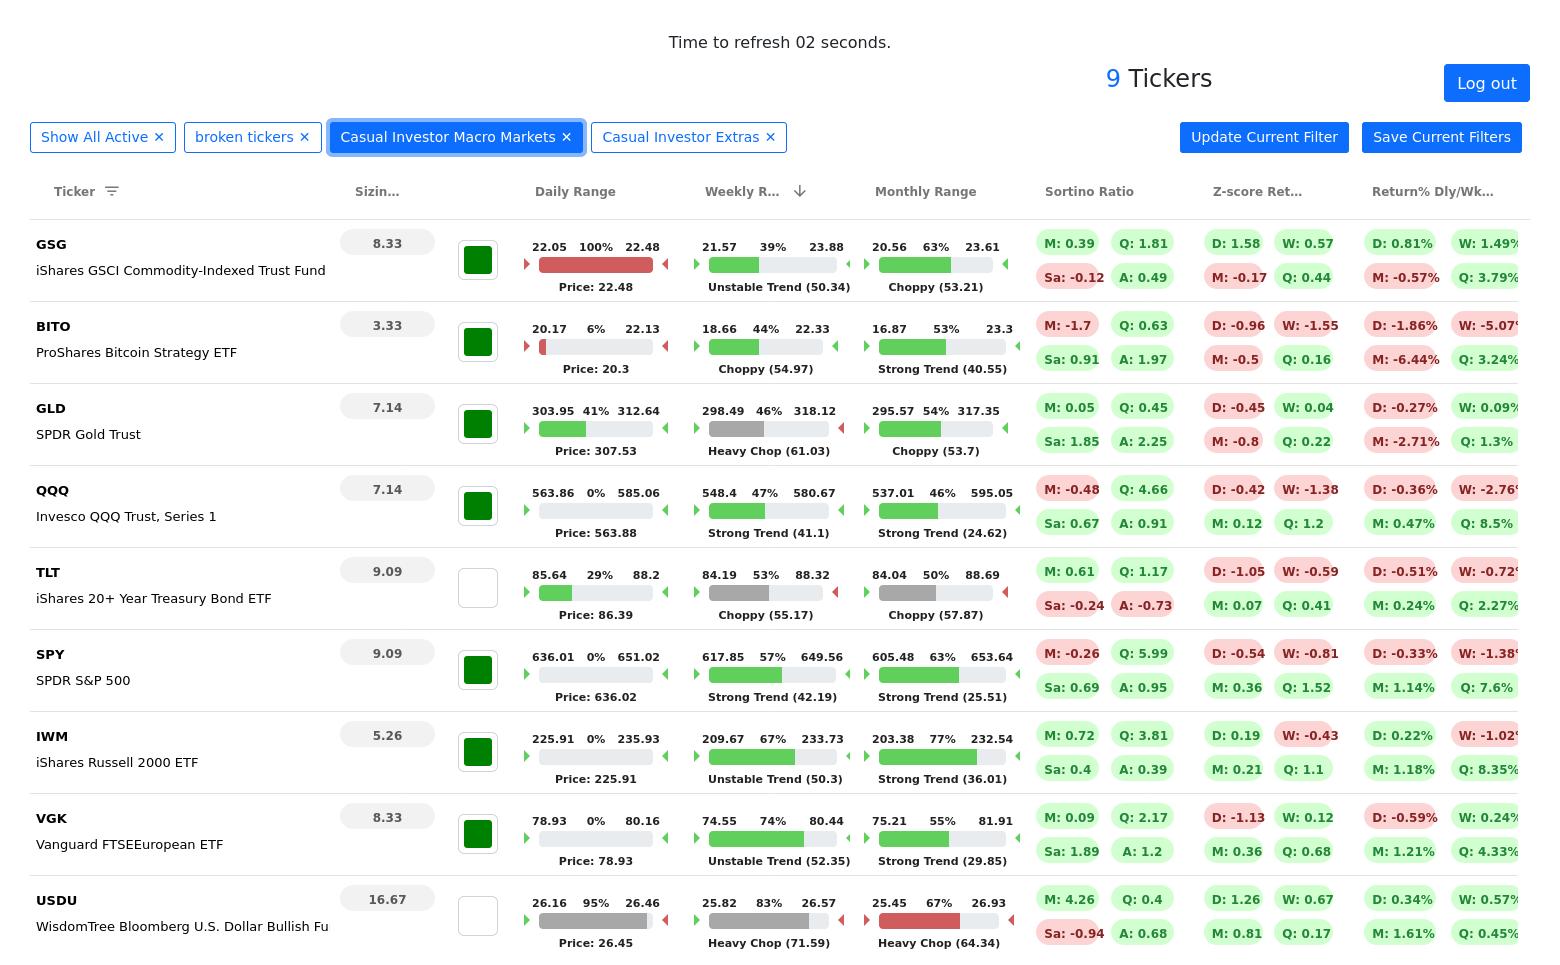 Time to refresh 02 seconds.
9 Tickers
Log out
Show All Active ✕ broken tickers ✕ Casual Investor Macro Markets ✕ Casual Investor Extras ✕ Update Current Filter Save Current Filters
Ticker Sizin... Daily Range Weekly R... Monthly Range Sortino Ratio Z-score Ret... Return% Dly/Wk...
GSG 8.33 22.05 100% 22.48 21.57 39% 23.88 20.56 63% 23.61 M: 0.39 Q: 1.81 D: 1.58 W: 0.57 D: 0.81% W: 1.49%
iShares GSCI Commodity-Indexed Trust Fund Price: 22.48 Unstable Trend (50.34) Choppy (53.21) Sa: -0.12 A: 0.49 M: -0.17 Q: 0.44 M: -0.57% Q: 3.79%
BITO 3.33 20.17 6% 22.13 18.66 44% 22.33 16.87 53% 23.3 M: -1.7 Q: 0.63 D: -0.96 W: -1.55 D: -1.86% W: -5.07%
ProShares Bitcoin Strategy ETF Price: 20.3 Choppy (54.97) Strong Trend (40.55) Sa: 0.91 A: 1.97 M: -0.5 Q: 0.16 M: -6.44% Q: 3.24%
GLD 7.14 303.95 41% 312.64 298.49 46% 318.12 295.57 54% 317.35 M: 0.05 Q: 0.45 D: -0.45 W: 0.04 D: -0.27% W: 0.09%
SPDR Gold Trust Price: 307.53 Heavy Chop (61.03) Choppy (53.7) Sa: 1.85 A: 2.25 M: -0.8 Q: 0.22 M: -2.71% Q: 1.3%
QQQ 7.14 563.86 0% 585.06 548.4 47% 580.67 537.01 46% 595.05 M: -0.48 Q: 4.66 D: -0.42 W: -1.38 D: -0.36% W: -2.76%
Invesco QQQ Trust, Series 1 Price: 563.88 Strong Trend (41.1) Strong Trend (24.62) Sa: 0.67 A: 0.91 M: 0.12 Q: 1.2 M: 0.47% Q: 8.5%
TLT 9.09 85.64 29% 88.2 84.19 53% 88.32 84.04 50% 88.69 M: 0.61 Q: 1.17 D: -1.05 W: -0.59 D: -0.51% W: -0.72%
iShares 20+ Year Treasury Bond ETF Price: 86.39 Choppy (55.17) Choppy (57.87) Sa: -0.24 A: -0.73 M: 0.07 Q: 0.41 M: 0.24% Q: 2.27%
SPY 9.09 636.01 0% 651.02 617.85 57% 649.56 605.48 63% 653.64 M: -0.26 Q: 5.99 D: -0.54 W: -0.81 D: -0.33% W: -1.38%
SPDR S&P 500 Price: 636.02 Strong Trend (42.19) Strong Trend (25.51) Sa: 0.69 A: 0.95 M: 0.36 Q: 1.52 M: 1.14% Q: 7.6%
IWM 5.26 225.91 0% 235.93 209.67 67% 233.73 203.38 77% 232.54 M: 0.72 Q: 3.81 D: 0.19 W: -0.43 D: 0.22% W: -1.02%
iShares Russell 2000 ETF Price: 225.91 Unstable Trend (50.3) Strong Trend (36.01) Sa: 0.4 A: 0.39 M: 0.21 Q: 1.1 M: 1.18% Q: 8.35%
VGK 8.33 78.93 0% 80.16 74.55 74% 80.44 75.21 55% 81.91 M: 0.09 Q: 2.17 D: -1.13 W: 0.12 D: -0.59% W: 0.24%
Vanguard FTSEEuropean ETF Price: 78.93 Unstable Trend (52.35) Strong Trend (29.85) Sa: 1.89 A: 1.2 M: 0.36 Q: 0.68 M: 1.21% Q: 4.33%
USDU 16.67 26.16 95% 26.46 25.82 83% 26.57 25.45 67% 26.93 M: 4.26 Q: 0.4 D: 1.26 W: 0.67 D: 0.34% W: 0.57%
WisdomTree Bloomberg U.S. Dollar Bullish Fu Price: 26.45 Heavy Chop (71.59) Heavy Chop (64.34) Sa: -0.94 A: 0.68 M: 0.81 Q: 0.17 M: 1.61% Q: 0.45%